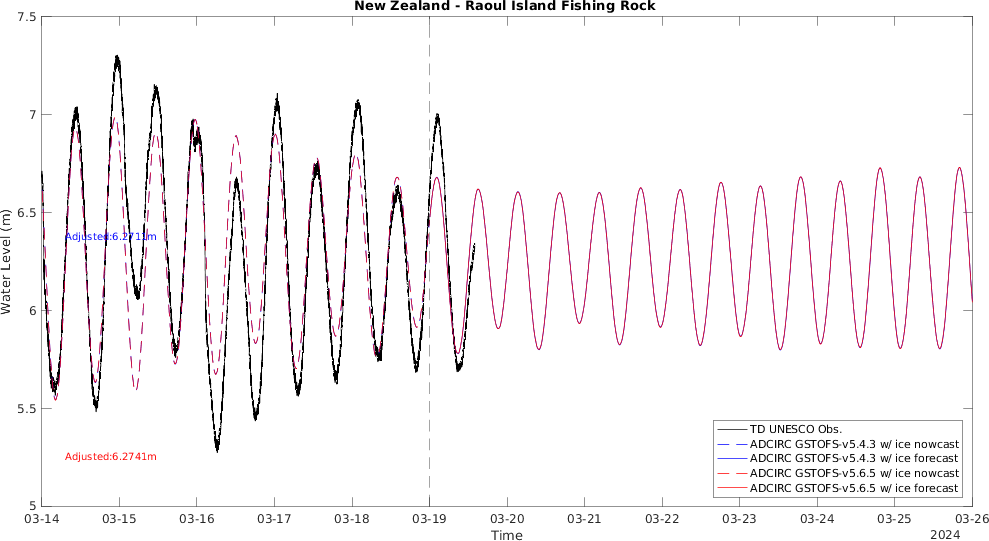 New Zealand - Raoul Island Fishing Rock
7.5
7
6.5
6
5.5
5
Water Level (m)
Adjusted:6.2711m
Adjusted:6.2741m
TD UNESCO Obs.
ADCIRC GSTOFS-v5.4.3 w/ ice nowcast
ADCIRC GSTOFS-v5.4.3 w/ ice forecast
ADCIRC GSTOFS-v5.6.5 w/ ice nowcast
ADCIRC GSTOFS-v5.6.5 w/ ice forecast
03-14 03-15 03-16 03-17 03-18 03-19 03-20 03-21 03-22 03-23 03-24 03-25 03-26
Time
2024